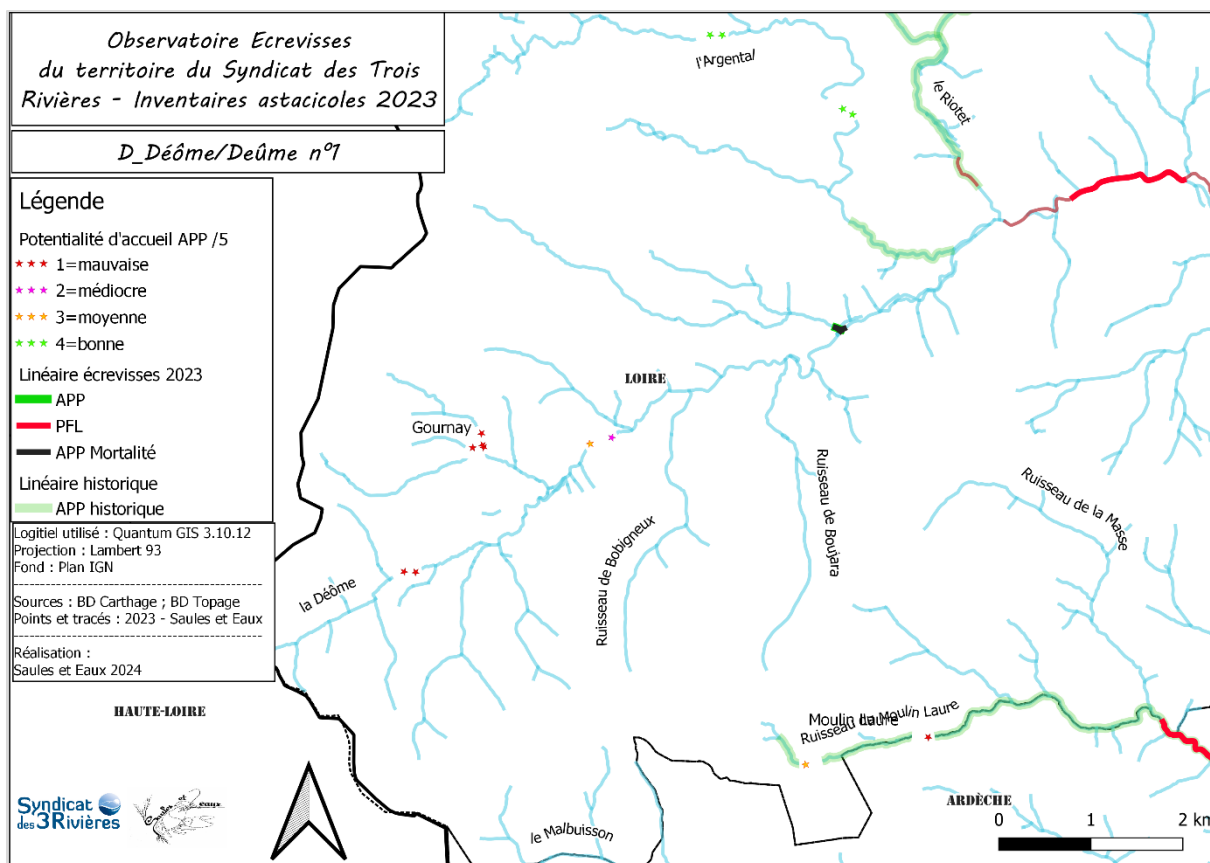 Observatoire Ecrevisses
du territoire du Syndicat des Trois
Rivières - Inventaires astacicoles 2023
D_Déôme/Deûme n°1
Légende
Potentialité d'accueil APP /5
1=mauvaise
2=médiocre
3=moyenne
4=bonne
Linéaire écrevisses 2023
APP
PFL
APP Mortalité
Linéaire historique
APP historique
Logitiel utilisé : Quantum GIS 3.10.12
Projection : Lambert 93
Fond : Plan IGN
Sources : BD Carthage ; BD Topage
Points et tracés : 2023 - Saules et Eaux
Réalisation :
Saules et Eaux 2024
l'Argental
le Riotet
LOIRE
Gournay
la Déôme
Ruisseau de Bobigneux
Ruisseau de Boujara
Ruisseau de la Masse
Moulin Laure
Ruisseau de Moulin Laure
HAUTE-LOIRE
ARDÈCHE
le Malbuisson
Syndicat
des 3Rivières
0 1 2 km